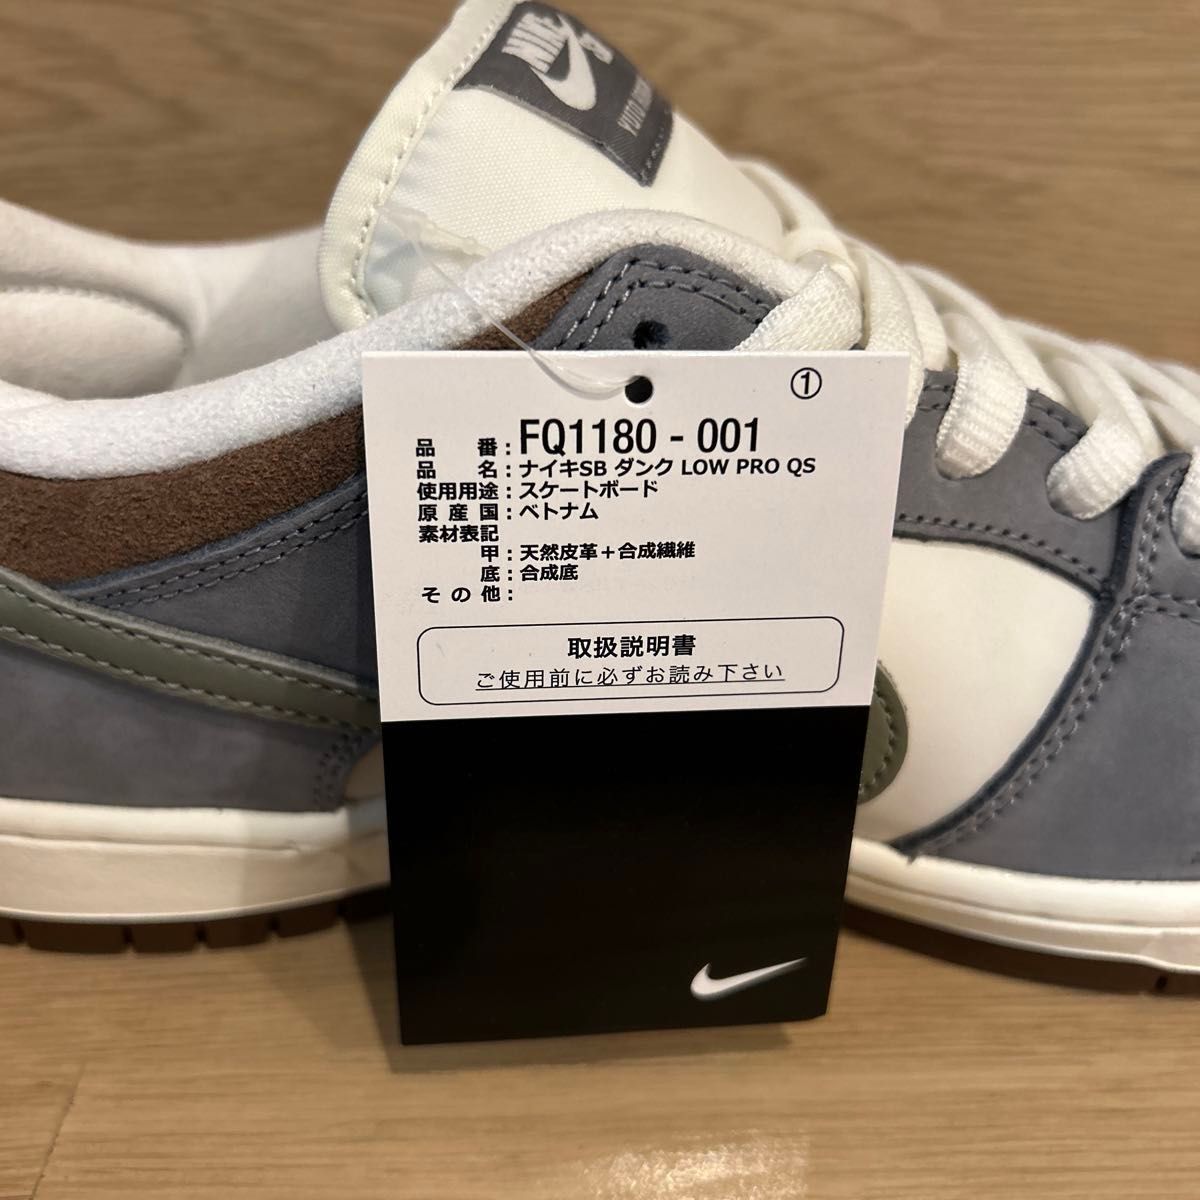 NIKE SB
YUTO
①
品 番 : FQ1180 - 001
品 名 : ナイキSB ダンク LOW PRO QS
使用用途 : スケートボード
原 産 国 : ベトナム
素材表記
甲 : 天然皮革＋合成繊維
底 : 合成底
そ の 他 :
取扱説明書
ご使用前に必ずお読み下さい